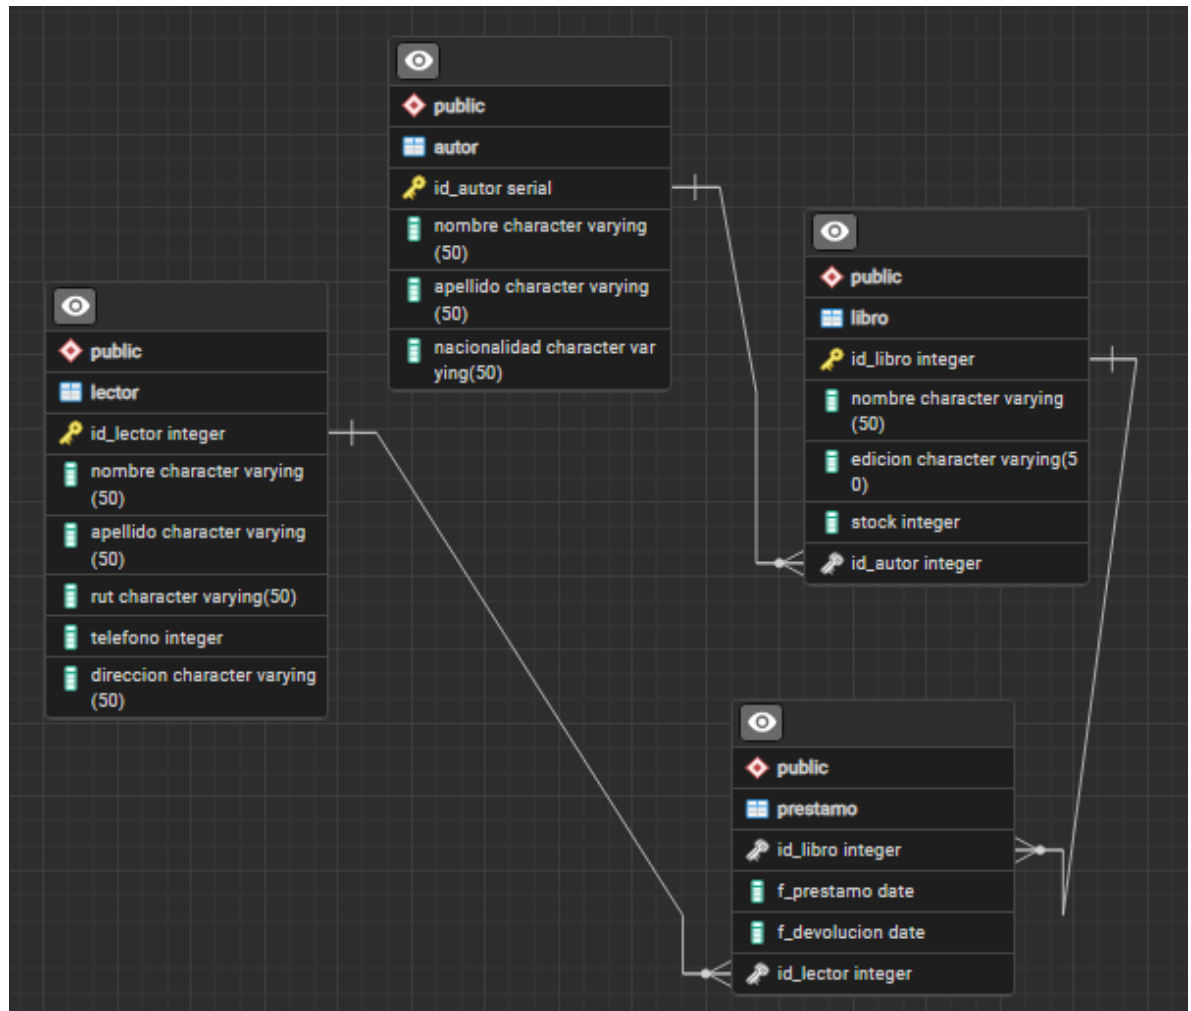 public
autor
id_autor serial
nombre character varying
(50)
apellido character varying
(50)
nacionalidad character var
ying(50)
public
libro
id_libro integer
nombre character varying
(50)
edicion character varying(5
0)
stock integer
id_autor integer
public
lector
id_lector integer
nombre character varying
(50)
apellido character varying
(50)
rut character varying(50)
telefono integer
direccion character varying
(50)
public
prestamo
id_libro integer
f_prestamo date
f_devolucion date
id_lector integer